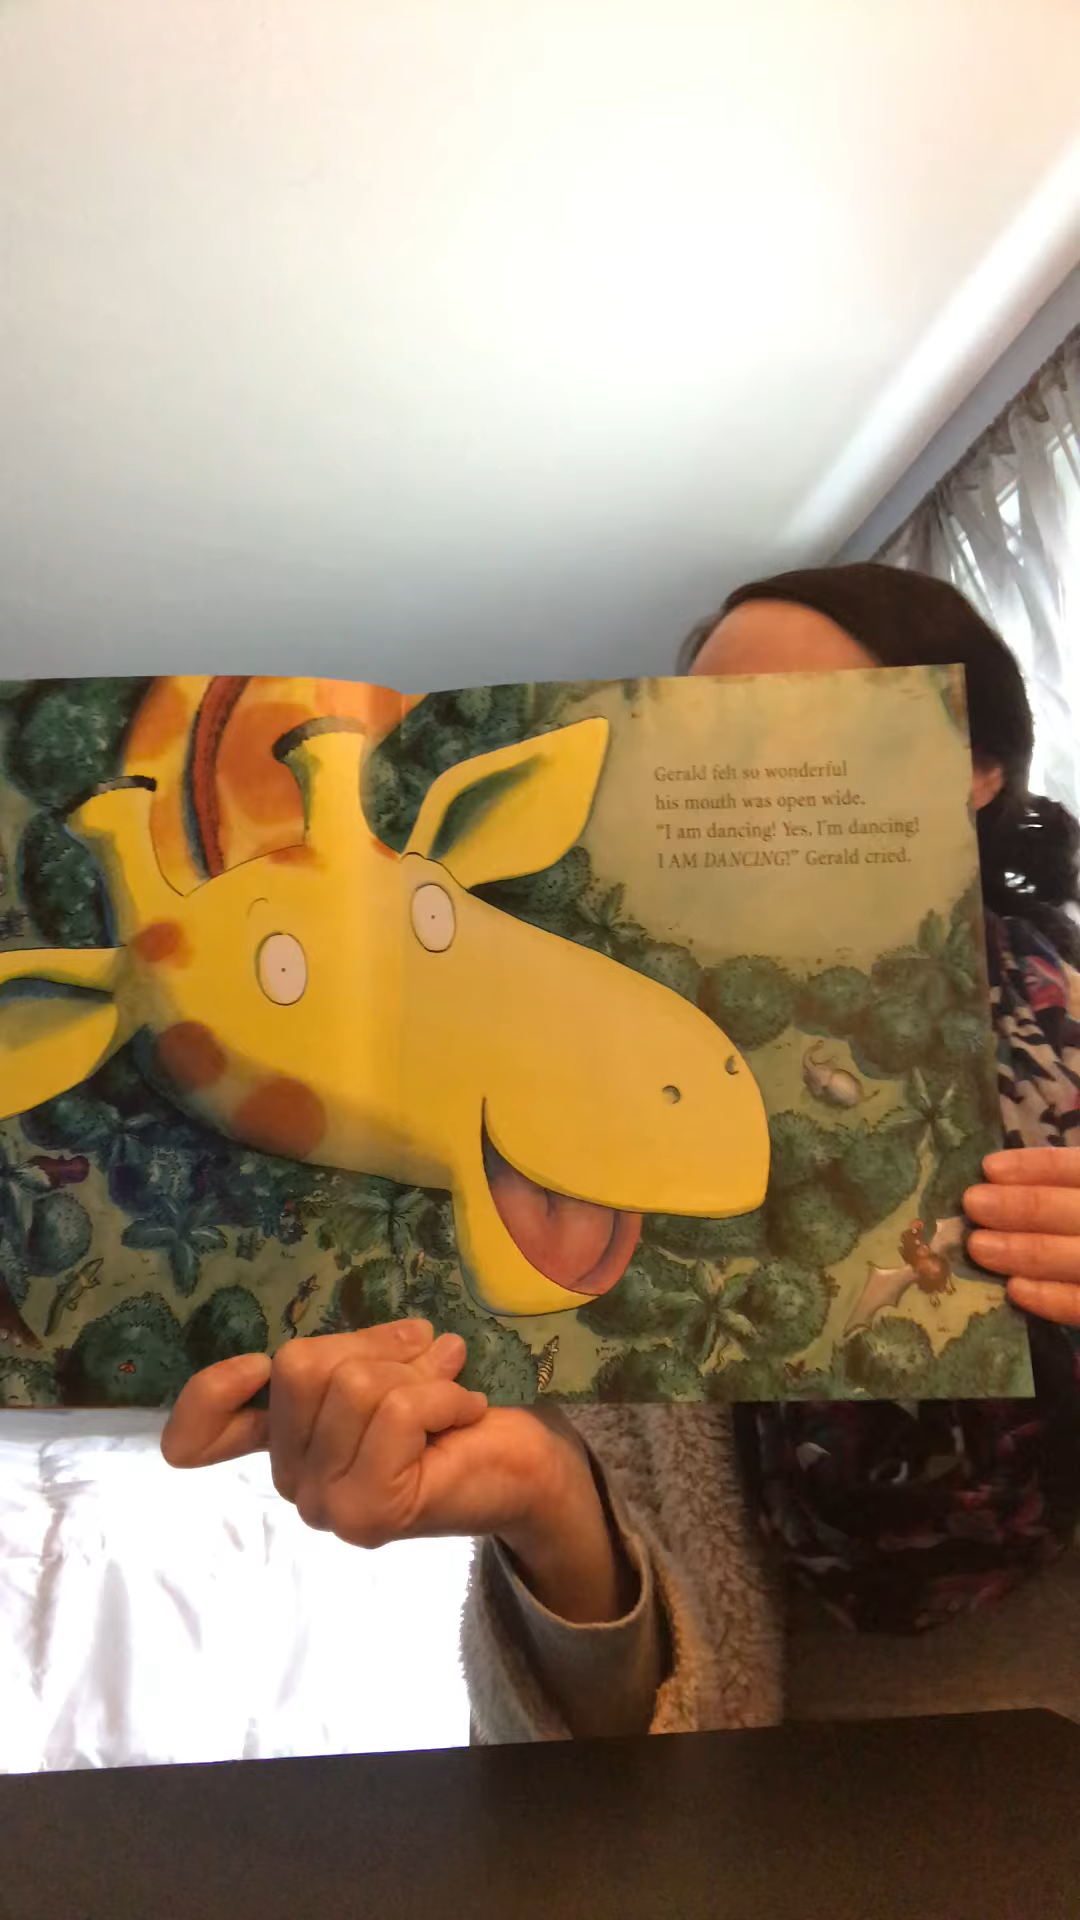 Gerald felt so wonderful
his mouth was open wide.
"I am dancing! Yes, I'm dancing!
I AM DANCING!" Gerald cried.